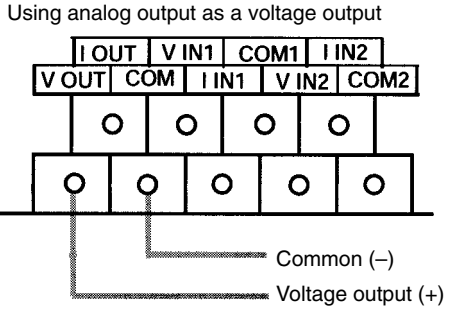 Using analog output as a voltage output
I OUT V IN1 COM1 I IN2
V OUT COM I IN1 V IN2 COM2
Common (–)
Voltage output (+)